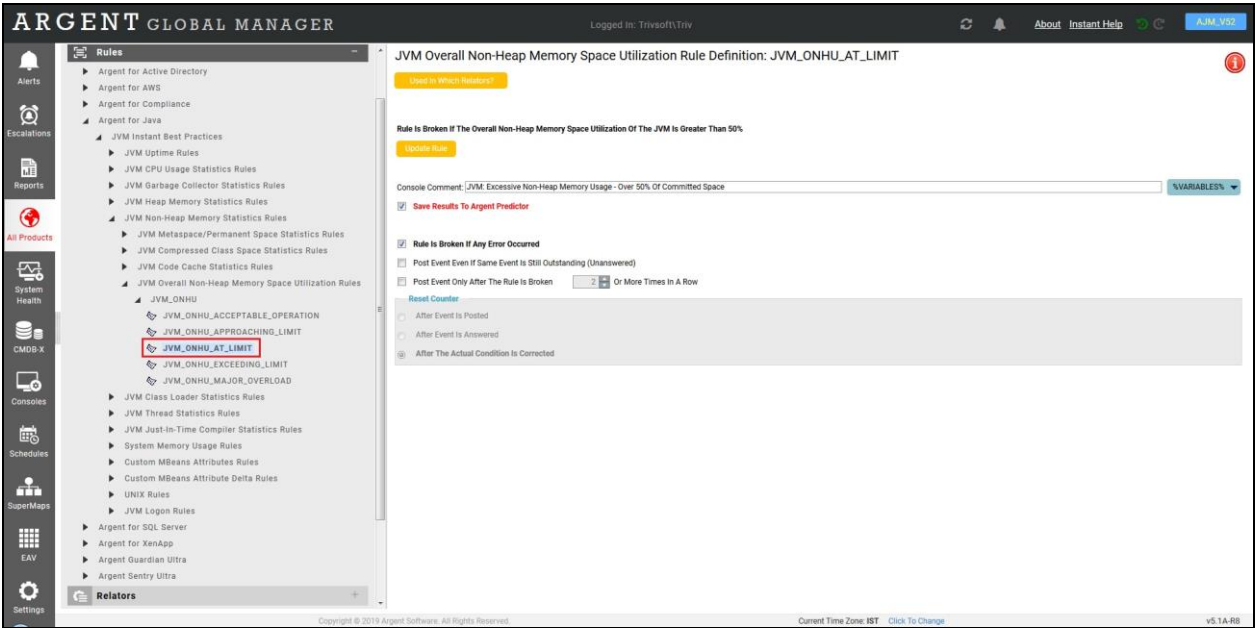 ARGENT GLOBAL MANAGER
Logged In: Trivsoft\Triv
About Instant Help
AJM_V52
Alerts
Escalations
Reports
All Products
System
Health
CMDB-X
Consoles
Schedules
SuperMaps
EAV
Settings
Rules
Argent for Active Directory
Argent for AWS
Argent for Compliance
Argent for Java
JVM Instant Best Practices
JVM Uptime Rules
JVM CPU Usage Statistics Rules
JVM Garbage Collector Statistics Rules
JVM Heap Memory Statistics Rules
JVM Non-Heap Memory Statistics Rules
JVM Metaspace/Permanent Space Statistics Rules
JVM Compressed Class Space Statistics Rules
JVM Code Cache Statistics Rules
JVM Overall Non-Heap Memory Space Utilization Rules
JVM_ONHU
JVM_ONHU_ACCEPTABLE_OPERATION
JVM_ONHU_APPROACHING_LIMIT
JVM_ONHU_AT_LIMIT
JVM_ONHU_EXCEEDING_LIMIT
JVM_ONHU_MAJOR_OVERLOAD
JVM Class Loader Statistics Rules
JVM Thread Statistics Rules
JVM Just-In-Time Compiler Statistics Rules
System Memory Usage Rules
Custom MBeans Attributes Rules
Custom MBeans Attribute Delta Rules
UNIX Rules
JVM Logon Rules
Argent for SQL Server
Argent for XenApp
Argent Guardian Ultra
Argent Sentry Ultra
Relators
JVM Overall Non-Heap Memory Space Utilization Rule Definition: JVM_ONHU_AT_LIMIT
Used In Which Relators?
Rule Is Broken If The Overall Non-Heap Memory Space Utilization Of The JVM Is Greater Than 50%
Update Rule
Console Comment: JVM: Excessive Non-Heap Memory Usage - Over 50% Of Committed Space
%VARIABLES%
Save Results To Argent Predictor
Rule Is Broken If Any Error Occurred
Post Event Even If Same Event Is Still Outstanding (Unanswered)
Post Event Only After The Rule Is Broken 2 Or More Times In A Row
Reset Counter
After Event Is Posted
After Event Is Answered
After The Actual Condition Is Corrected
Copyright © 2019 Argent Software. All Rights Reserved.
Current Time Zone: IST Click To Change
v5.1A-R8